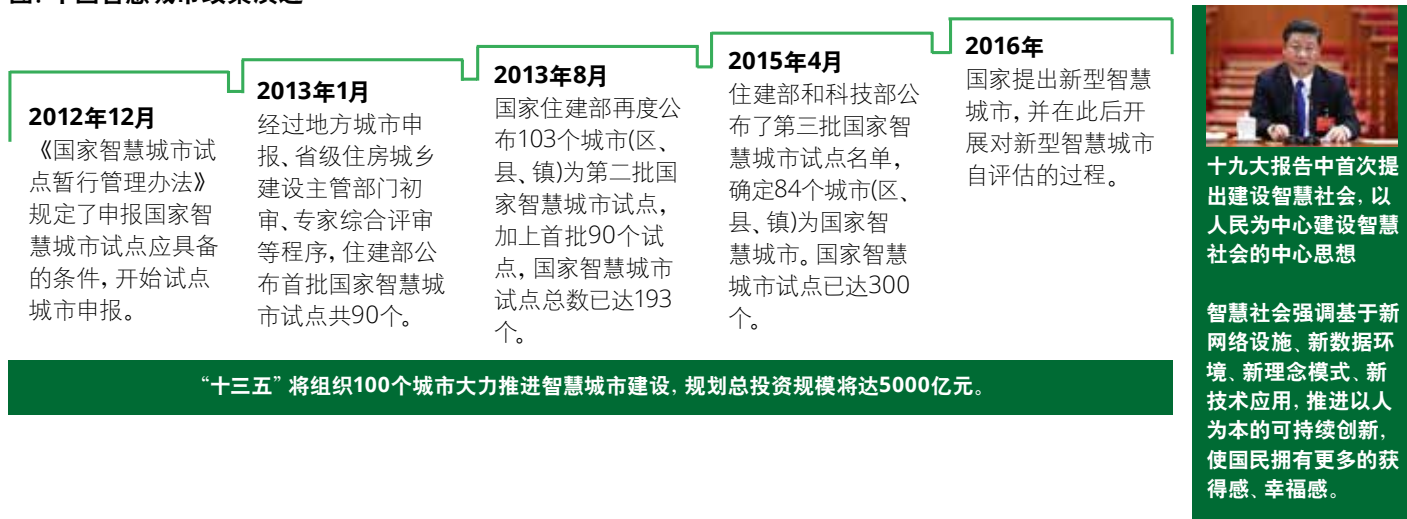 2012年12月
《国家智慧城市试
点暂行管理办法》
规定了申报国家智
慧城市试点应具备
的条件，开始试点
城市申报。
2013年1月
经过地方城市申
报、省级住房城乡
建设主管部门初
审、专家综合评审
等程序，住建部公
布首批国家智慧城
市试点共90个。
2013年8月
国家住建部再度公
布103个城市(区、
县、镇)为第二批国
家智慧城市试点，
加上首批90个试
点，国家智慧城市
试点总数已达193
个。
2015年4月
住建部和科技部公
布了第三批国家智
慧城市试点名单，
确定84个城市(区、
县、镇)为国家智
慧城市。国家智慧
城市试点已达300
个。
2016年
国家提出新型智慧
城市，并在此后开
展对新型智慧城市
自评估的过程。
“十三五”将组织100个城市大力推进智慧城市建设，规划总投资规模将达5000亿元。
十九大报告中首次提
出建设智慧社会，以
人民为中心建设智慧
社会的中心思想
智慧社会强调基于新
网络设施、新数据环
境、新理念模式、新
技术应用，推进以人
为本的可持续创新，
使国民拥有更多的获
得感、幸福感。